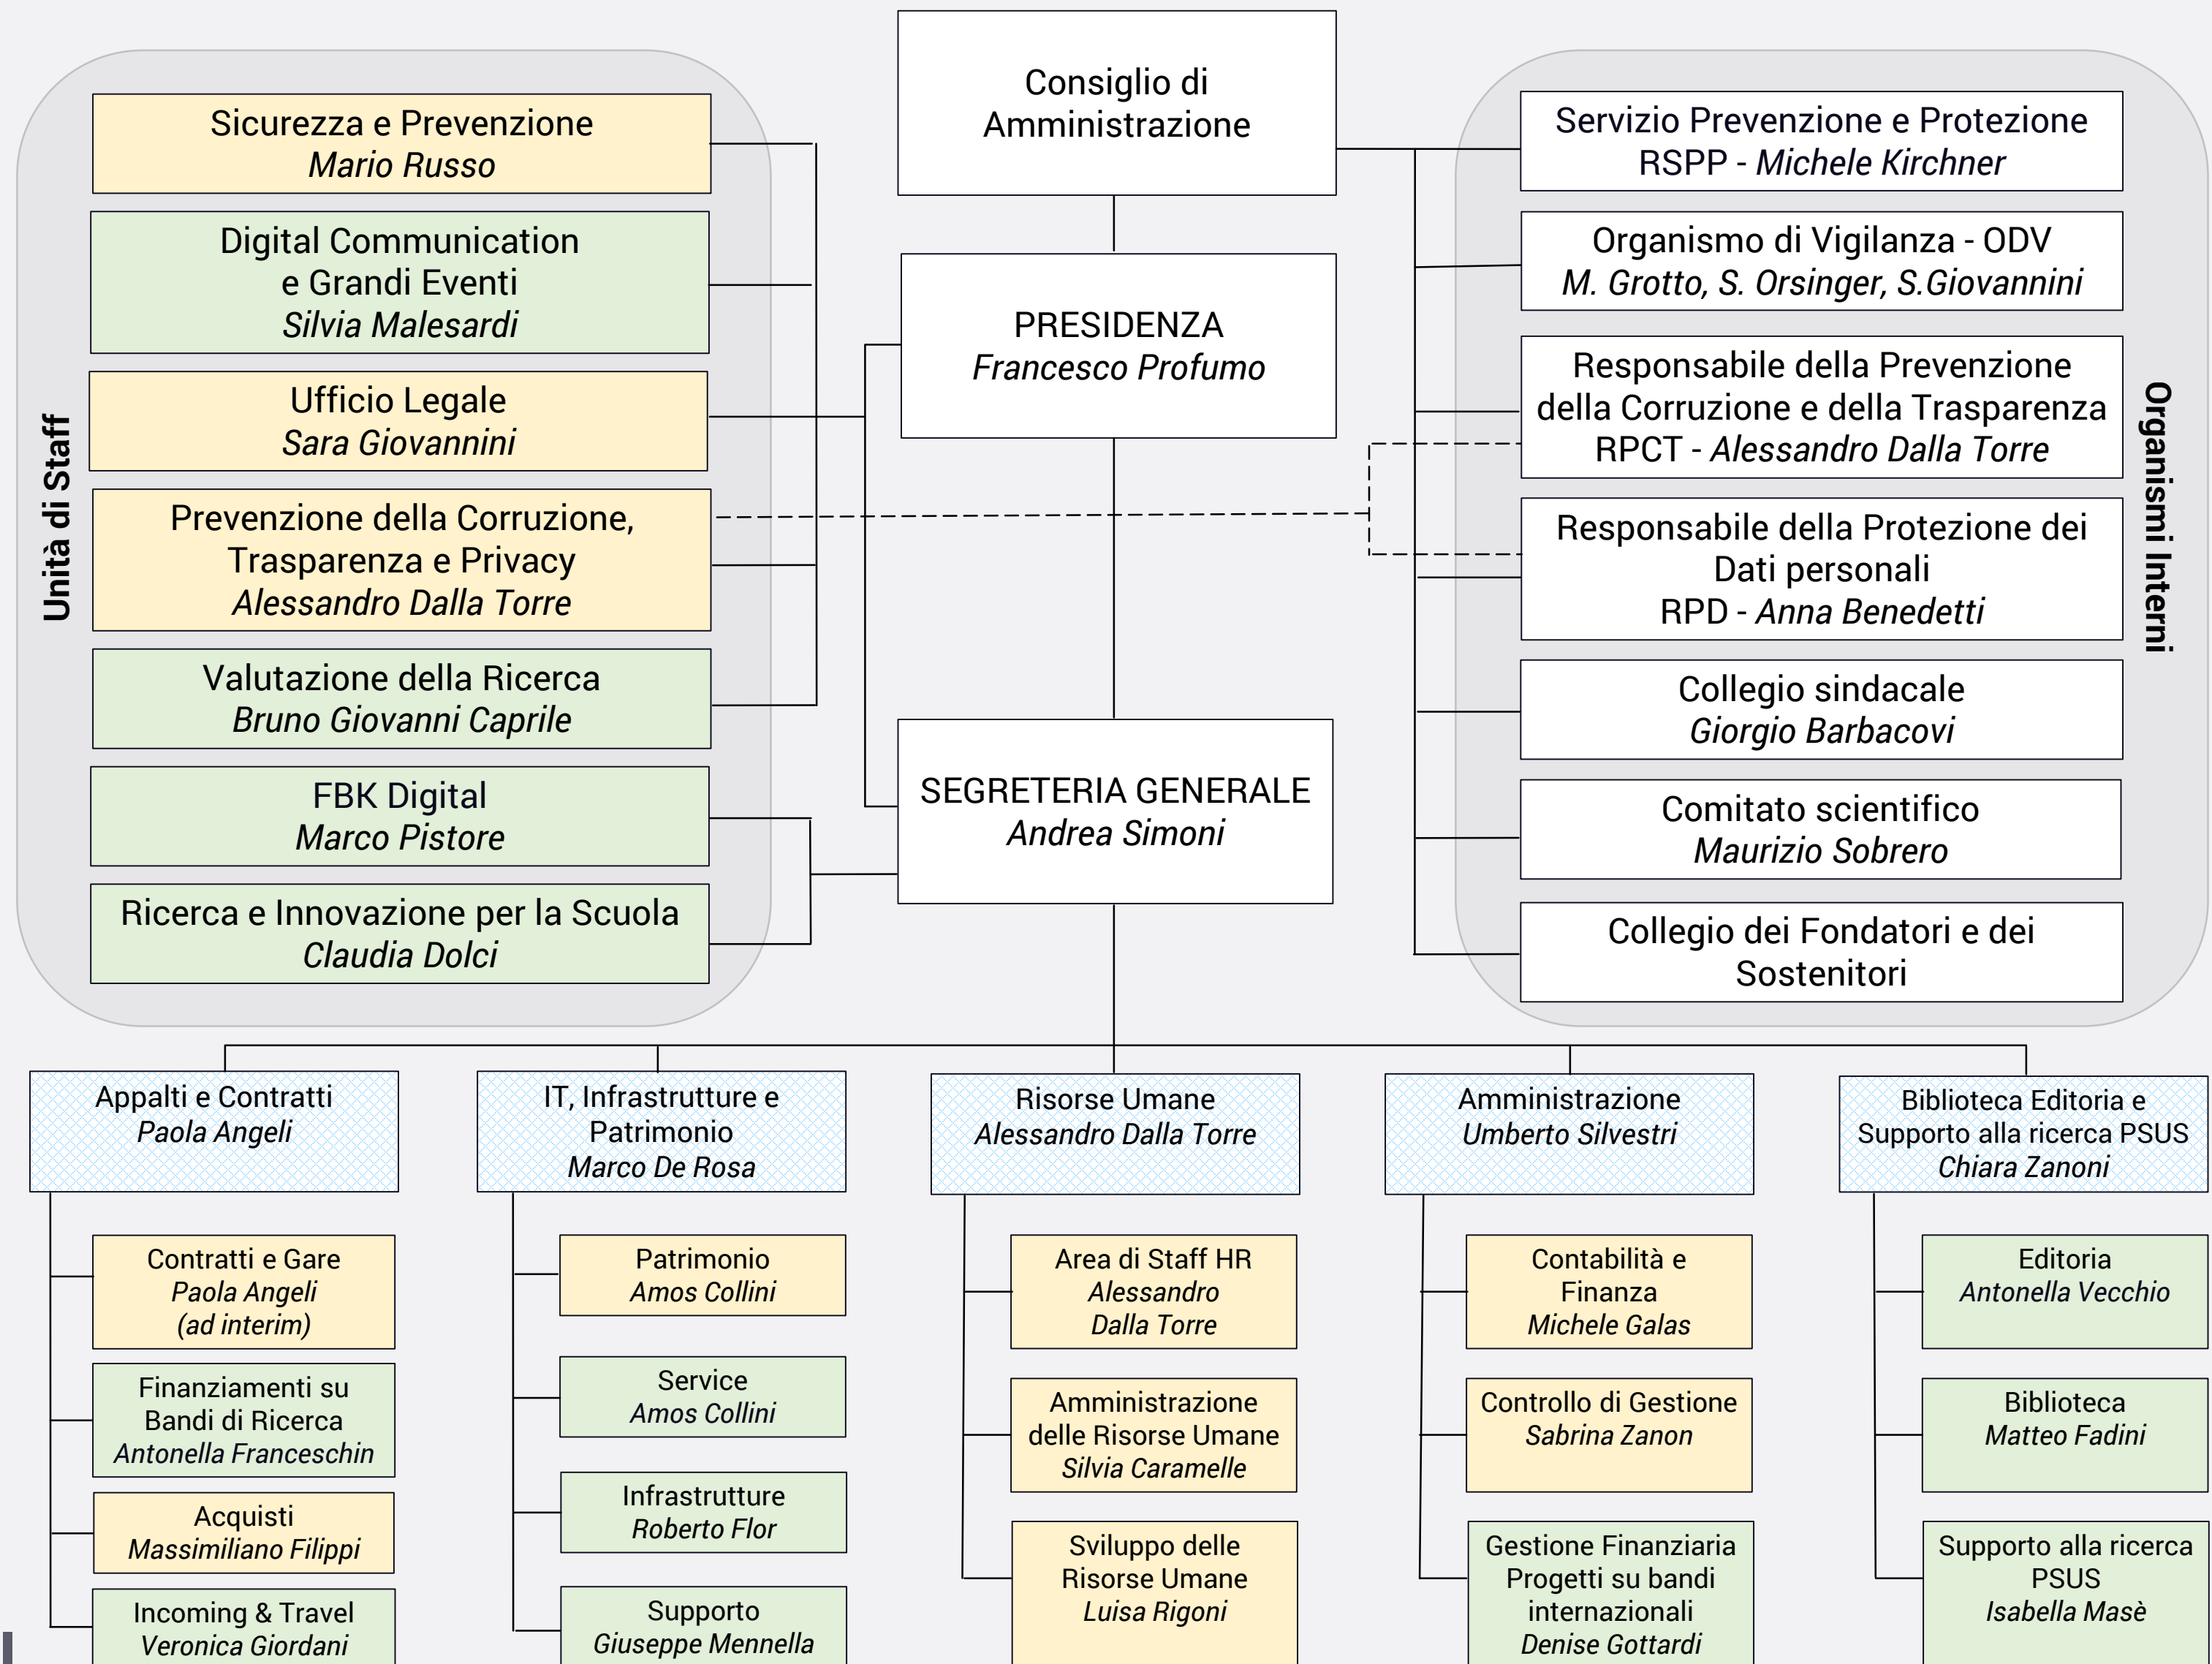 Consiglio di
Amministrazione
PRESIDENZA
Francesco Profumo
SEGRETERIA GENERALE
Andrea Simoni
Unità di Staff
Sicurezza e Prevenzione
Mario Russo
Digital Communication
e Grandi Eventi
Silvia Malesardi
Ufficio Legale
Sara Giovannini
Prevenzione della Corruzione,
Trasparenza e Privacy
Alessandro Dalla Torre
Valutazione della Ricerca
Bruno Giovanni Caprile
FBK Digital
Marco Pistore
Ricerca e Innovazione per la Scuola
Claudia Dolci
Organismi Interni
Servizio Prevenzione e Protezione
RSPP - Michele Kirchner
Organismo di Vigilanza - ODV
M. Grotto, S. Orsinger, S.Giovannini
Responsabile della Prevenzione
della Corruzione e della Trasparenza
RPCT - Alessandro Dalla Torre
Responsabile della Protezione dei
Dati personali
RPD - Anna Benedetti
Collegio sindacale
Giorgio Barbacovi
Comitato scientifico
Maurizio Sobrero
Collegio dei Fondatori e dei
Sostenitori
Appalti e Contratti
Paola Angeli
Contratti e Gare
Paola Angeli
(ad interim)
Finanziamenti su
Bandi di Ricerca
Antonella Franceschin
Acquisti
Massimiliano Filippi
Incoming & Travel
Veronica Giordani
IT, Infrastrutture e
Patrimonio
Marco De Rosa
Patrimonio
Amos Collini
Service
Amos Collini
Infrastrutture
Roberto Flor
Supporto
Giuseppe Mennella
Risorse Umane
Alessandro Dalla Torre
Area di Staff HR
Alessandro
Dalla Torre
Amministrazione
delle Risorse Umane
Silvia Caramelle
Sviluppo delle
Risorse Umane
Luisa Rigoni
Amministrazione
Umberto Silvestri
Contabilità e
Finanza
Michele Galas
Controllo di Gestione
Sabrina Zanon
Gestione Finanziaria
Progetti su bandi
internazionali
Denise Gottardi
Biblioteca Editoria e
Supporto alla ricerca PSUS
Chiara Zanoni
Editoria
Antonella Vecchio
Biblioteca
Matteo Fadini
Supporto alla ricerca
PSUS
Isabella Masè